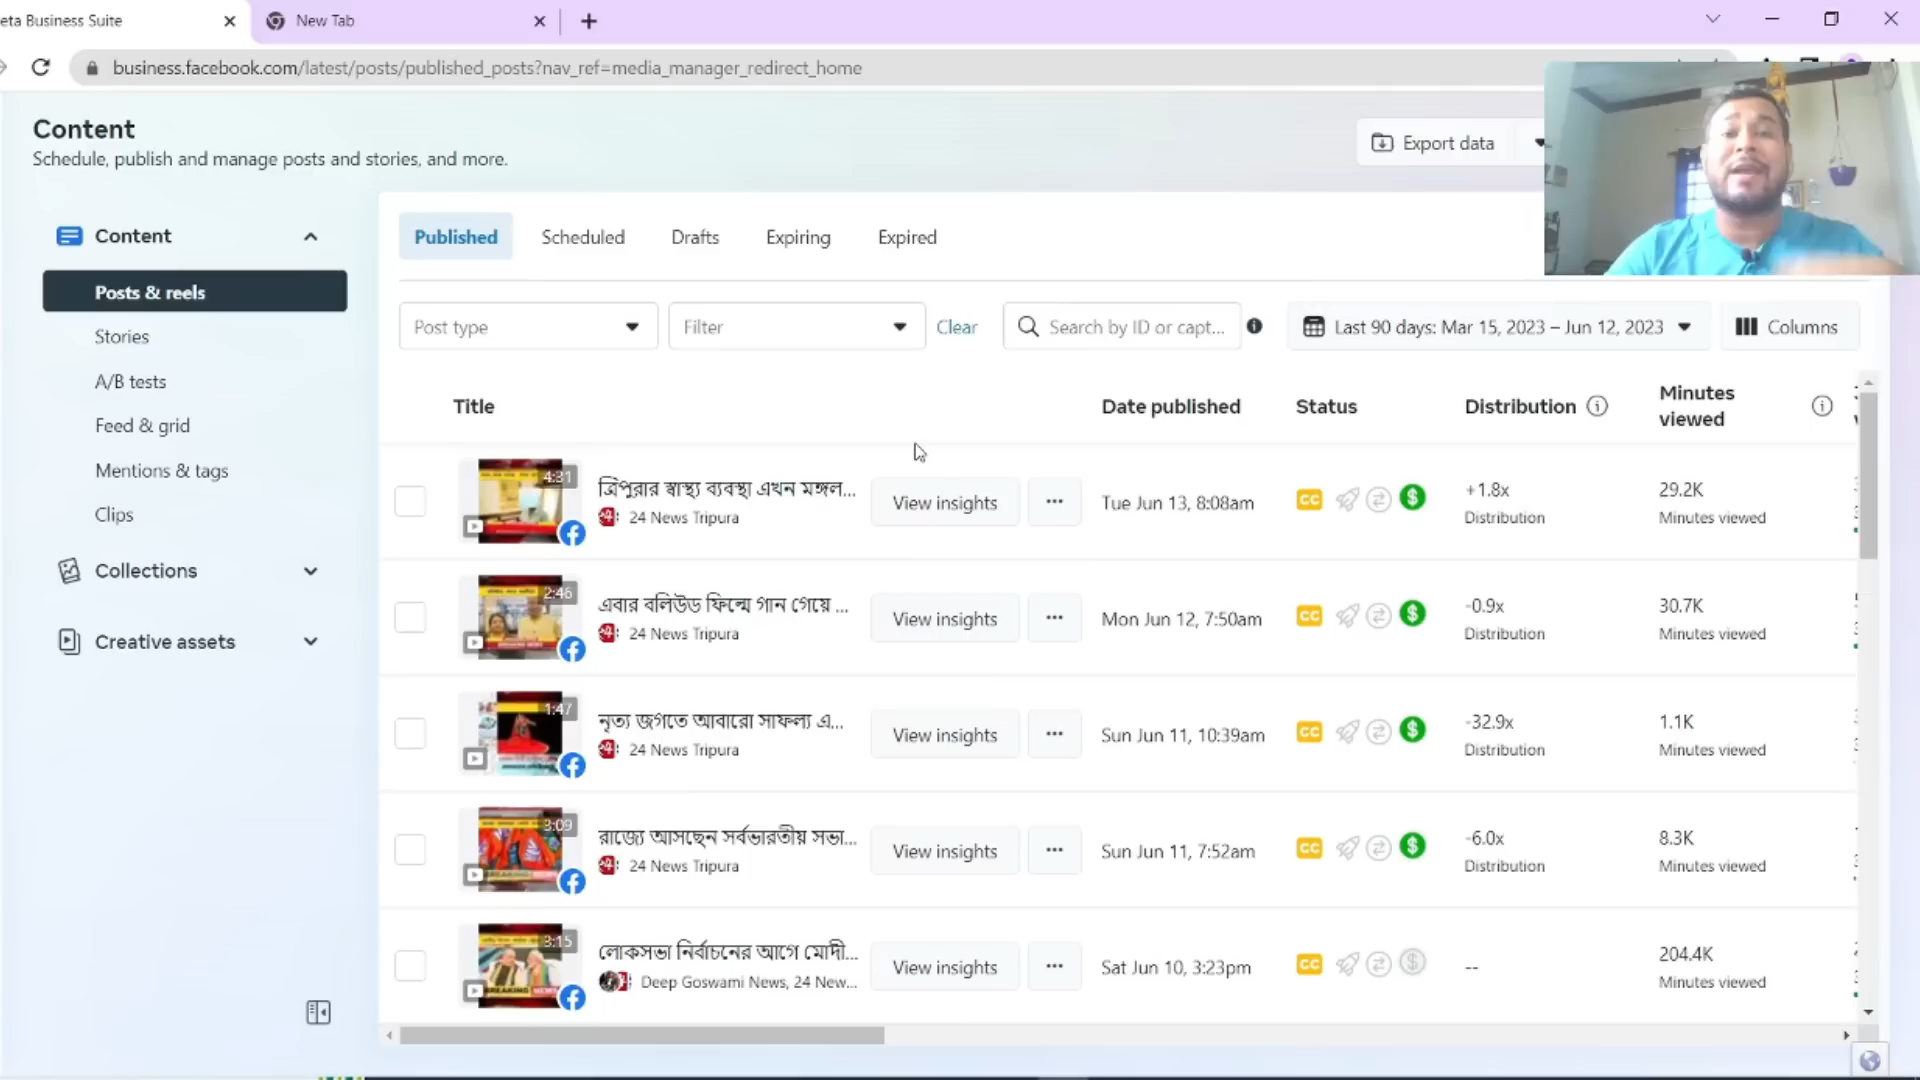 eta Business Suite
New Tab
business.facebook.com/latest/posts/published_posts?nav_ref=media_manager_redirect_home
Content
Schedule, publish and manage posts and stories, and more.
Export data
Content
Posts & reels
Stories
A/B tests
Feed & grid
Mentions & tags
Clips
Collections
Creative assets
Published Scheduled Drafts Expiring Expired
Post type Filter Clear Search by ID or capt... Last 90 days: Mar 15, 2023 – Jun 12, 2023 Columns
Title Date published Status Distribution Minutes viewed
4:31 ত্রিপুরার স্বাস্থ্য ব্যবস্থা এখন মঙ্গল... View insights Tue Jun 13, 8:08am CC $ +1.8x 29.2K
24 News Tripura Distribution Minutes viewed
2:46 এবার বলিউড ফিল্মে গান গেয়ে ... View insights Mon Jun 12, 7:50am CC $ -0.9x 30.7K
24 News Tripura Distribution Minutes viewed
1:47 নৃত্য জগতে আবারো সাফল্য এ... View insights Sun Jun 11, 10:39am CC $ -32.9x 1.1K
24 News Tripura Distribution Minutes viewed
3:09 রাজ্যে আসছেন সর্বভারতীয় সভা... View insights Sun Jun 11, 7:52am CC $ -6.0x 8.3K
24 News Tripura Distribution Minutes viewed
3:15 লোকসভা নির্বাচনের আগে মোদী... View insights Sat Jun 10, 3:23pm CC $ -- 204.4K
BREAKING Deep Goswami News, 24 New... Minutes viewed